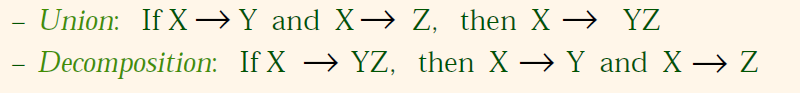 – Union: If X → Y and X → Z, then X → YZ
– Decomposition: If X → YZ, then X → Y and X → Z